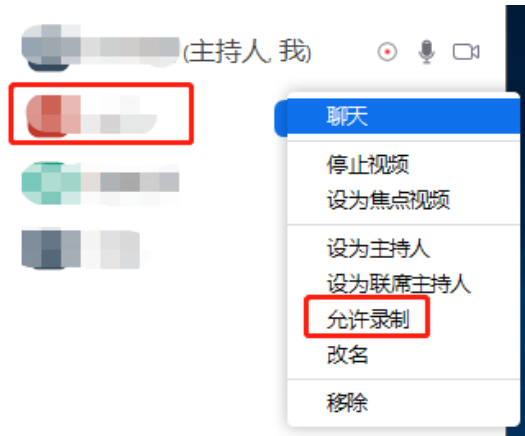 (主持人, 我)
聊天
停止视频
设为焦点视频
设为主持人
设为联席主持人
允许录制
改名
移除